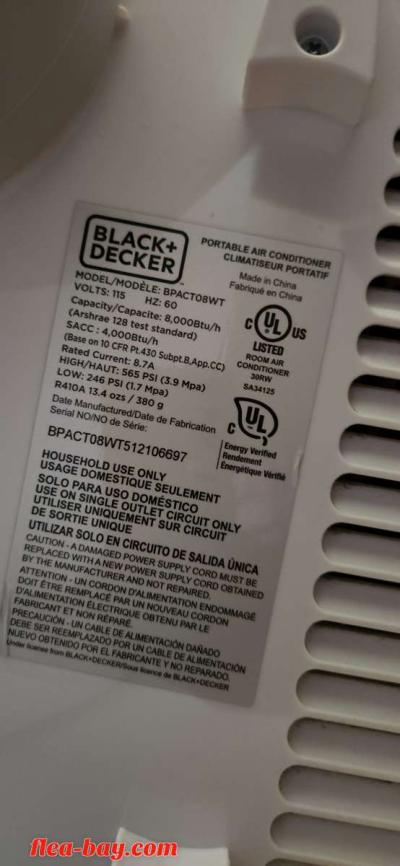 BLACK+
DECKER
PORTABLE AIR CONDITIONER
CLIMATISEUR PORTATIF
Made in China
Fabriqué en China
MODEL/MODÈLE: BPACT08WT
VOLTS: 115 HZ: 60
Capacity/Capacite: 8,000Btu/h
(Arshrae 128 test standard)
SACC : 4,000Btu/h
(Base on 10 CFR Pt.430 Subpt.B,App.CC)
Rated Current: 8.7A
HIGH/HAUT: 565 PSI (3.9 Mpa)
LOW: 246 PSI (1.7 Mpa)
R410A 13.4 ozs / 380 g
Date Manufactured/Date de Fabrication
Serial NO/NO de Série:
BPACT08WT512106697
C UL US
LISTED
ROOM AIR
CONDITIONER
30RW
SA34125
C UL
Energy Verified
Rendement
Énergétique Vérifié
HOUSEHOLD USE ONLY
USAGE DOMESTIQUE SEULEMENT
SOLO PARA USO DOMÉSTICO
USE ON SINGLE OUTLET CIRCUIT ONLY
UTILISER UNIQUEMENT SUR CIRCUIT
DE SORTIE UNIQUE
UTILIZAR SOLO EN CIRCUITO DE SALIDA ÚNICA
CAUTION - A DAMAGED POWER SUPPLY CORD MUST BE
REPLACED WITH A NEW POWER SUPPLY CORD OBTAINED
BY THE MANUFACTURER AND NOT REPAIRED.
ATTENTION - UN CORDON D'ALIMENTATION ENDOMMAGE
DOIT ÊTRE REMPLACÉ PAR UN NOUVEAU CORDON
D'ALIMENTATION ÉLECTRIQUE OBTENU PAR LE
FABRICANT ET NON RÉPARÉ.
PRECAUCIÓN - UN CABLE DE ALIMENTACIÓN DAÑADO
DEBE SER REEMPLAZADO POR UN CABLE DE ALIMENTACIÓN
NUEVO OBTENIDO POR EL FABRICANTE Y NO REPARADO.
Under license from BLACK+DECKER/Sous licence de BLACK+DECKER
flea-bay.com